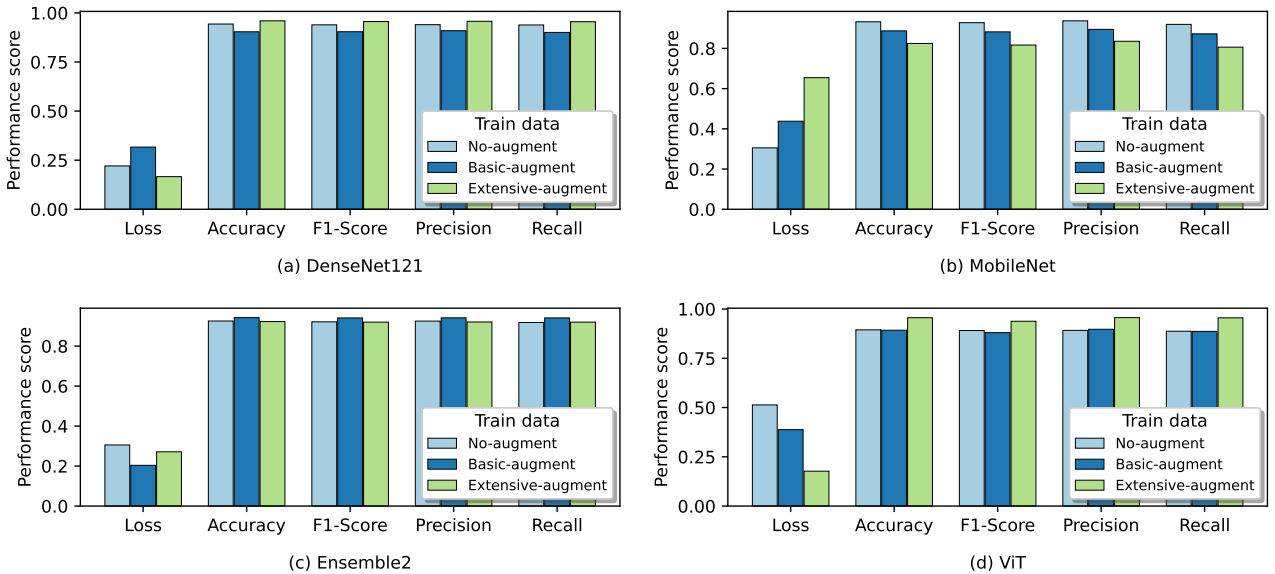 Performance score
1.00
0.75
0.50
0.25
0.00
Loss
Accuracy
F1-Score
Precision
Recall
Train data
No-augment
Basic-augment
Extensive-augment
(a) DenseNet121
Performance score
0.8
0.6
0.4
0.2
0.0
Loss
Accuracy
F1-Score
Precision
Recall
Train data
No-augment
Basic-augment
Extensive-augment
(b) MobileNet
Performance score
0.8
0.6
0.4
0.2
0.0
Loss
Accuracy
F1-Score
Precision
Recall
Train data
No-augment
Basic-augment
Extensive-augment
(c) Ensemble2
Performance score
1.00
0.75
0.50
0.25
0.00
Loss
Accuracy
F1-Score
Precision
Recall
Train data
No-augment
Basic-augment
Extensive-augment
(d) ViT